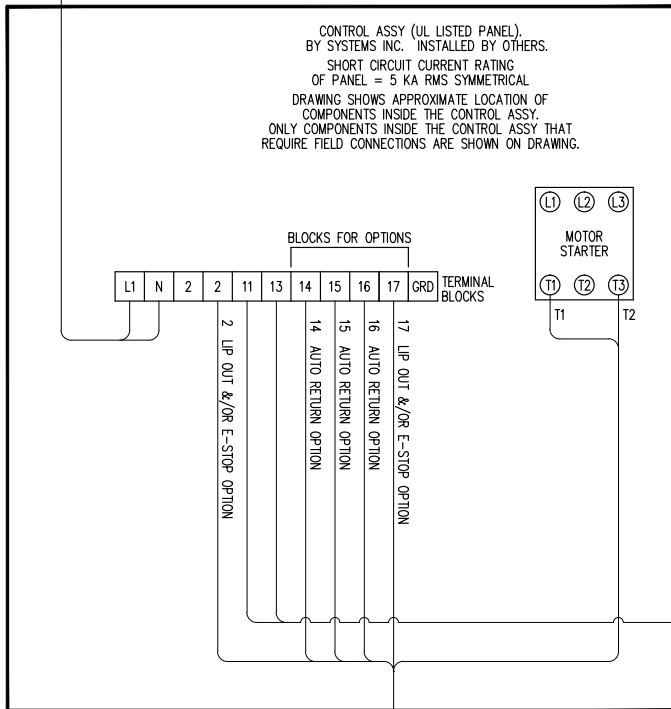 CONTROL ASSY (UL LISTED PANEL).
BY SYSTEMS INC. INSTALLED BY OTHERS.
SHORT CIRCUIT CURRENT RATING
OF PANEL = 5 KA RMS SYMMETRICAL
DRAWING SHOWS APPROXIMATE LOCATION OF
COMPONENTS INSIDE THE CONTROL ASSY.
ONLY COMPONENTS INSIDE THE CONTROL ASSY THAT
REQUIRE FIELD CONNECTIONS ARE SHOWN ON DRAWING.
L1 L2 L3
MOTOR
STARTER
T1 T2 T3
T1 T2
BLOCKS FOR OPTIONS
L1 N 2 2 11 13 14 15 16 17 GRD
TERMINAL
BLOCKS
2 LIP OUT &/OR E-STOP OPTION
14 AUTO RETURN OPTION
15 AUTO RETURN OPTION
16 AUTO RETURN OPTION
17 LIP OUT &/OR E-STOP OPTION